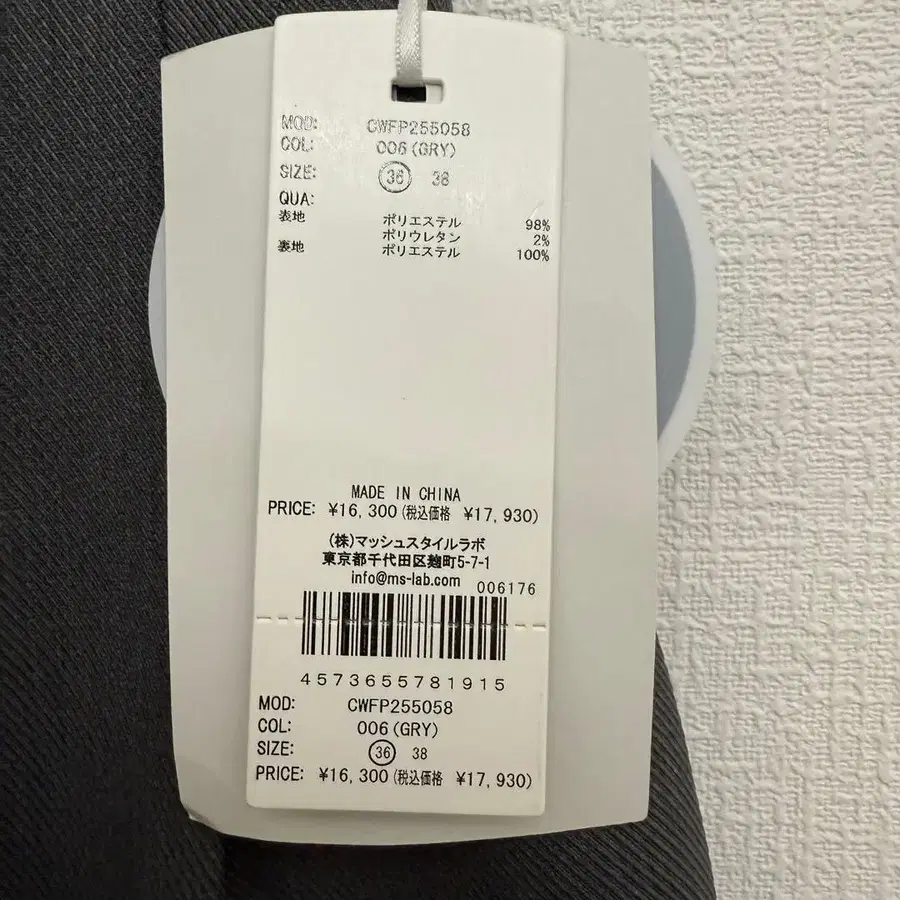 MOD: CWFP255058
COL: 006(GRY)
SIZE: 36 38
QUA:
表地 ポリエステル 98%
ポリウレタン 2%
裏地 ポリエステル 100%
MADE IN CHINA
PRICE: ¥16,300(税込価格 ¥17,930)
(株)マッシュスタイルラボ
東京都千代田区麹町5-7-1
info@ms-lab.com 006176
4573655781915
MOD: CWFP255058
COL: 006(GRY)
SIZE: 36 38
PRICE: ¥16,300(税込価格 ¥17,930)